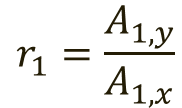 r₁ = A₁,y / A₁,x